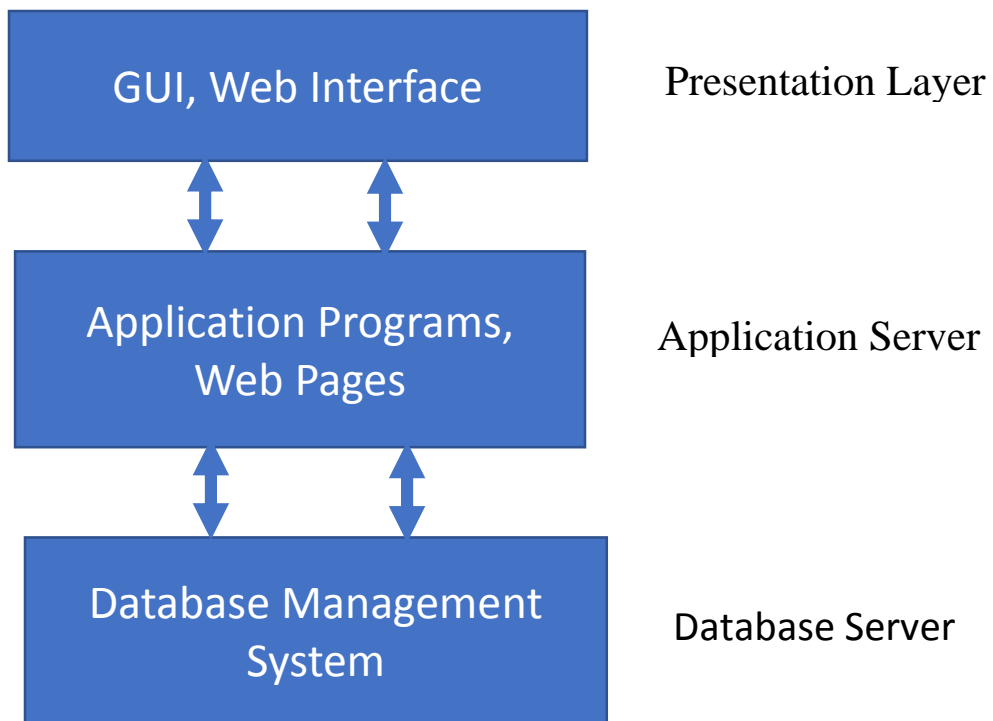 GUI, Web Interface
Presentation Layer
Application Programs,
Web Pages
Application Server
Database Management
System
Database Server